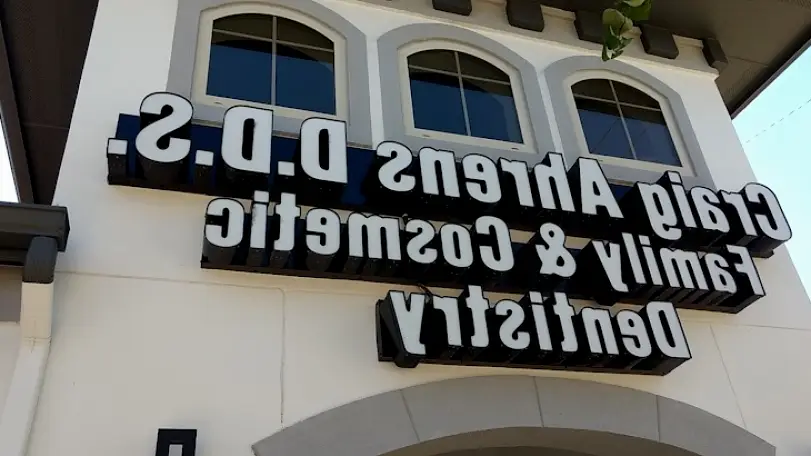 Craig Ahrens D.D.S.
Family & Cosmetic
Dentistry